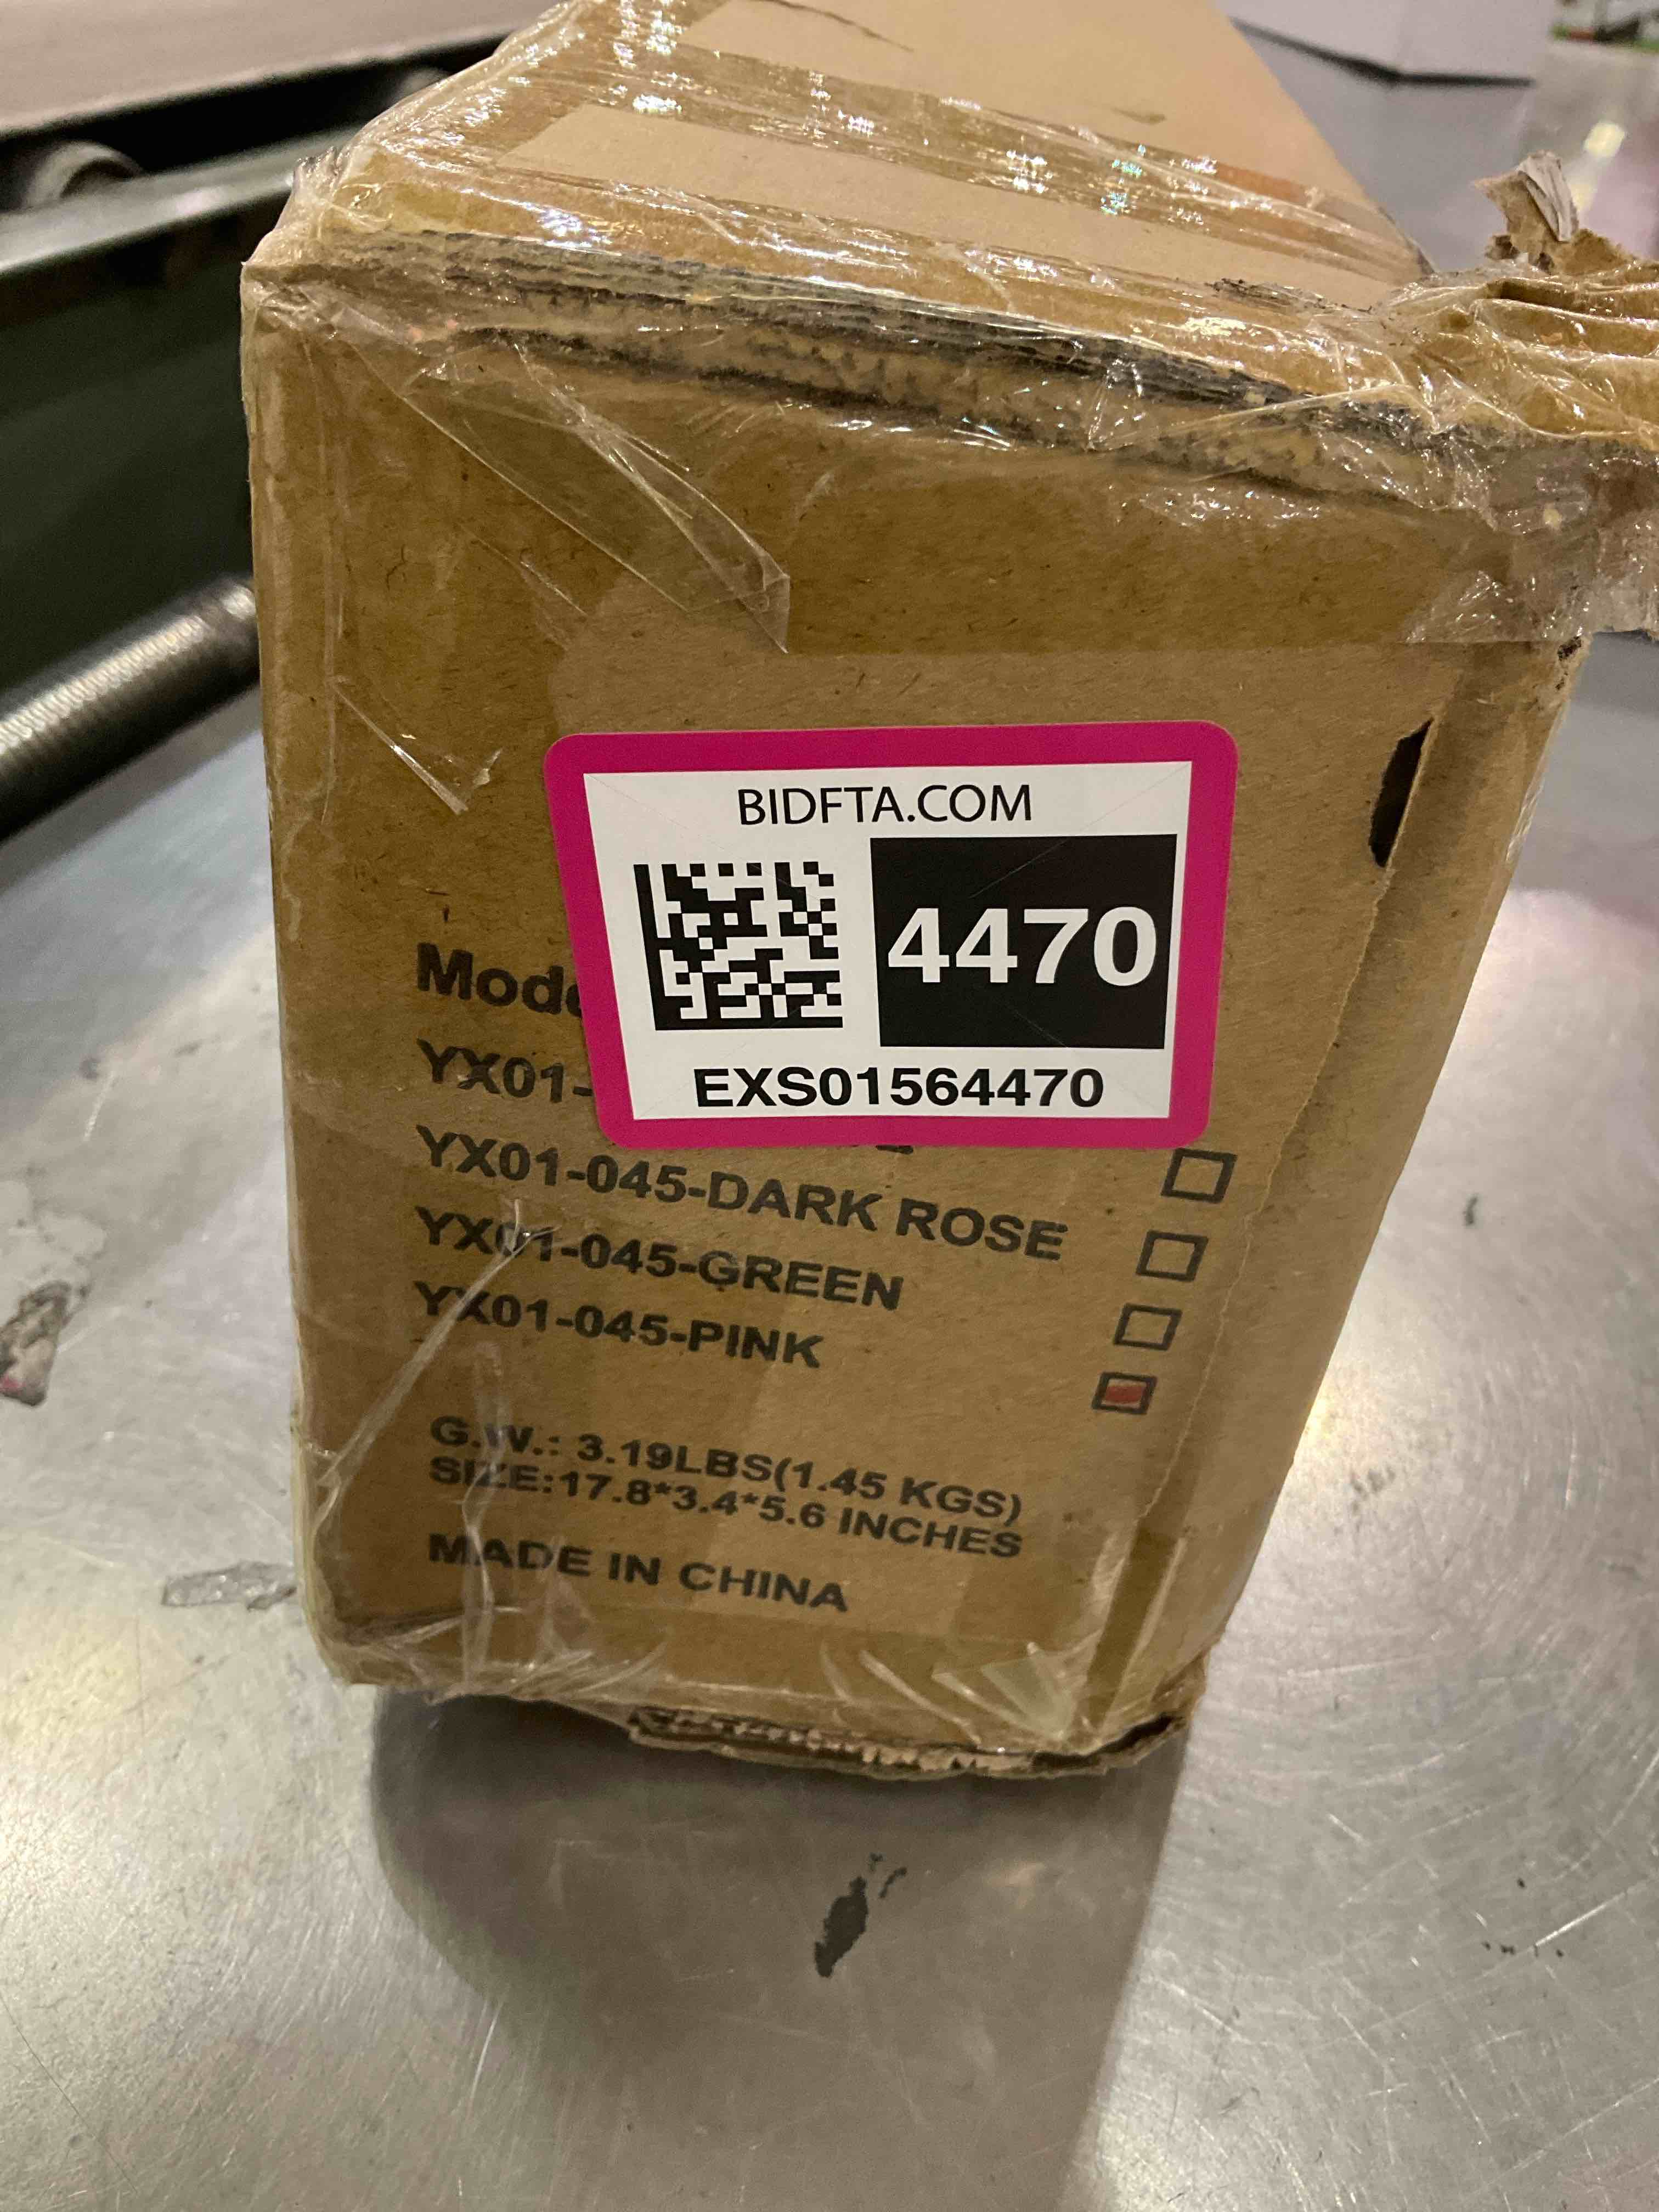 BIDFTA.COM
4470
EXS01564470
YX01-
YX01-045-DARK ROSE
YX01-045-GREEN
YX01-045-PINK
G.W.: 3.19LBS(1.45 KGS)
SIZE:17.8*3.4*5.6 INCHES
MADE IN CHINA